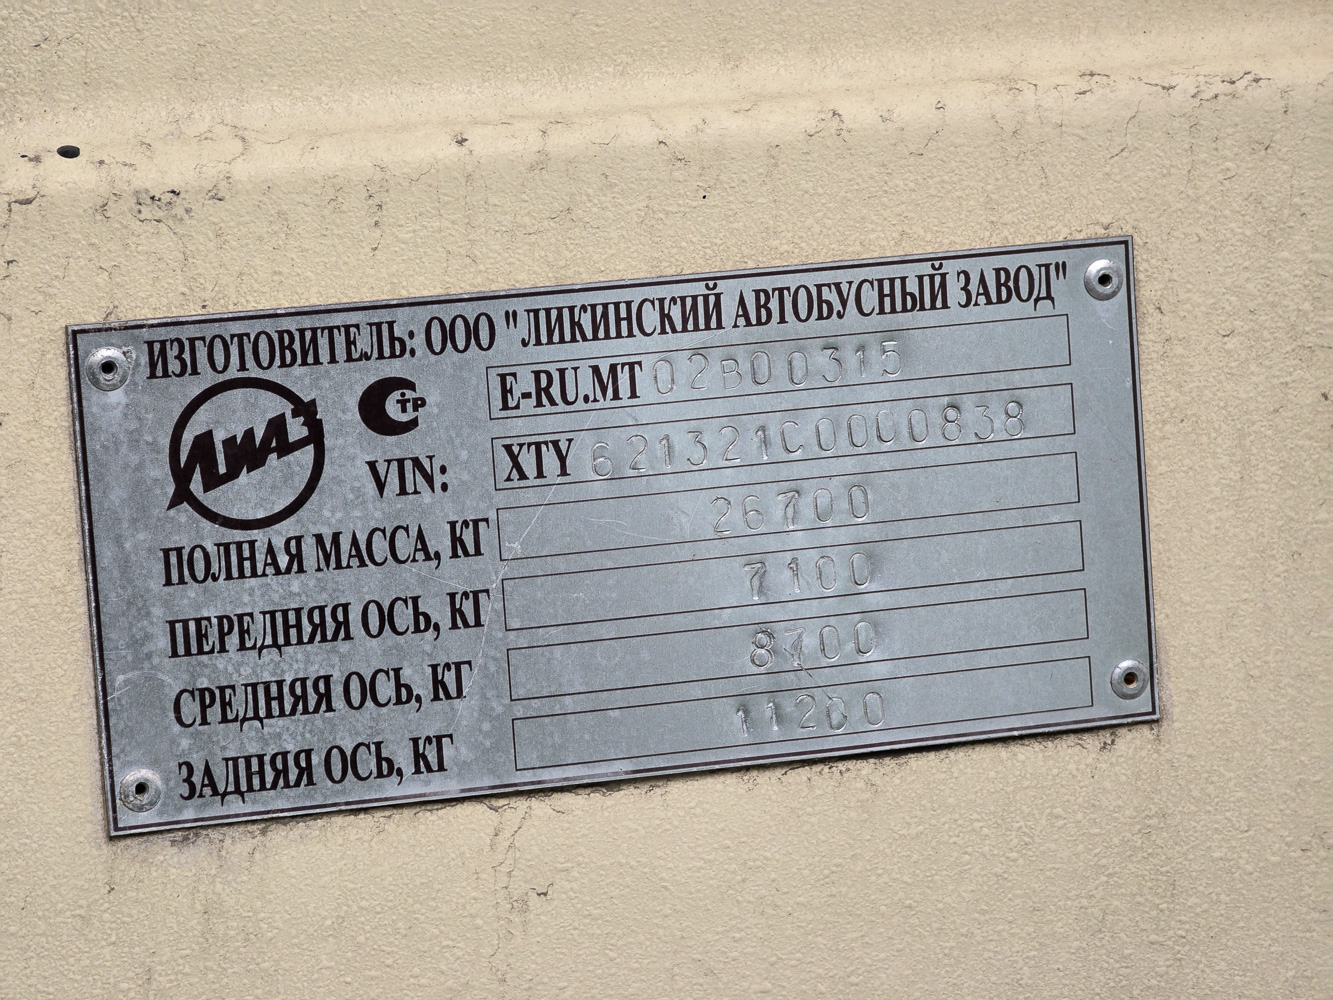 ИЗГОТОВИТЕЛЬ: ООО "ЛИКИНСКИЙ АВТОБУСНЫЙ ЗАВОД"
ЛиАЗ
СТР
E-RU.MT 02B00315
VIN: XTY 621321C0000838
ПОЛНАЯ МАССА, КГ 26700
ПЕРЕДНЯЯ ОСЬ, КГ 7100
СРЕДНЯЯ ОСЬ, КГ 8700
ЗАДНЯЯ ОСЬ, КГ 11200